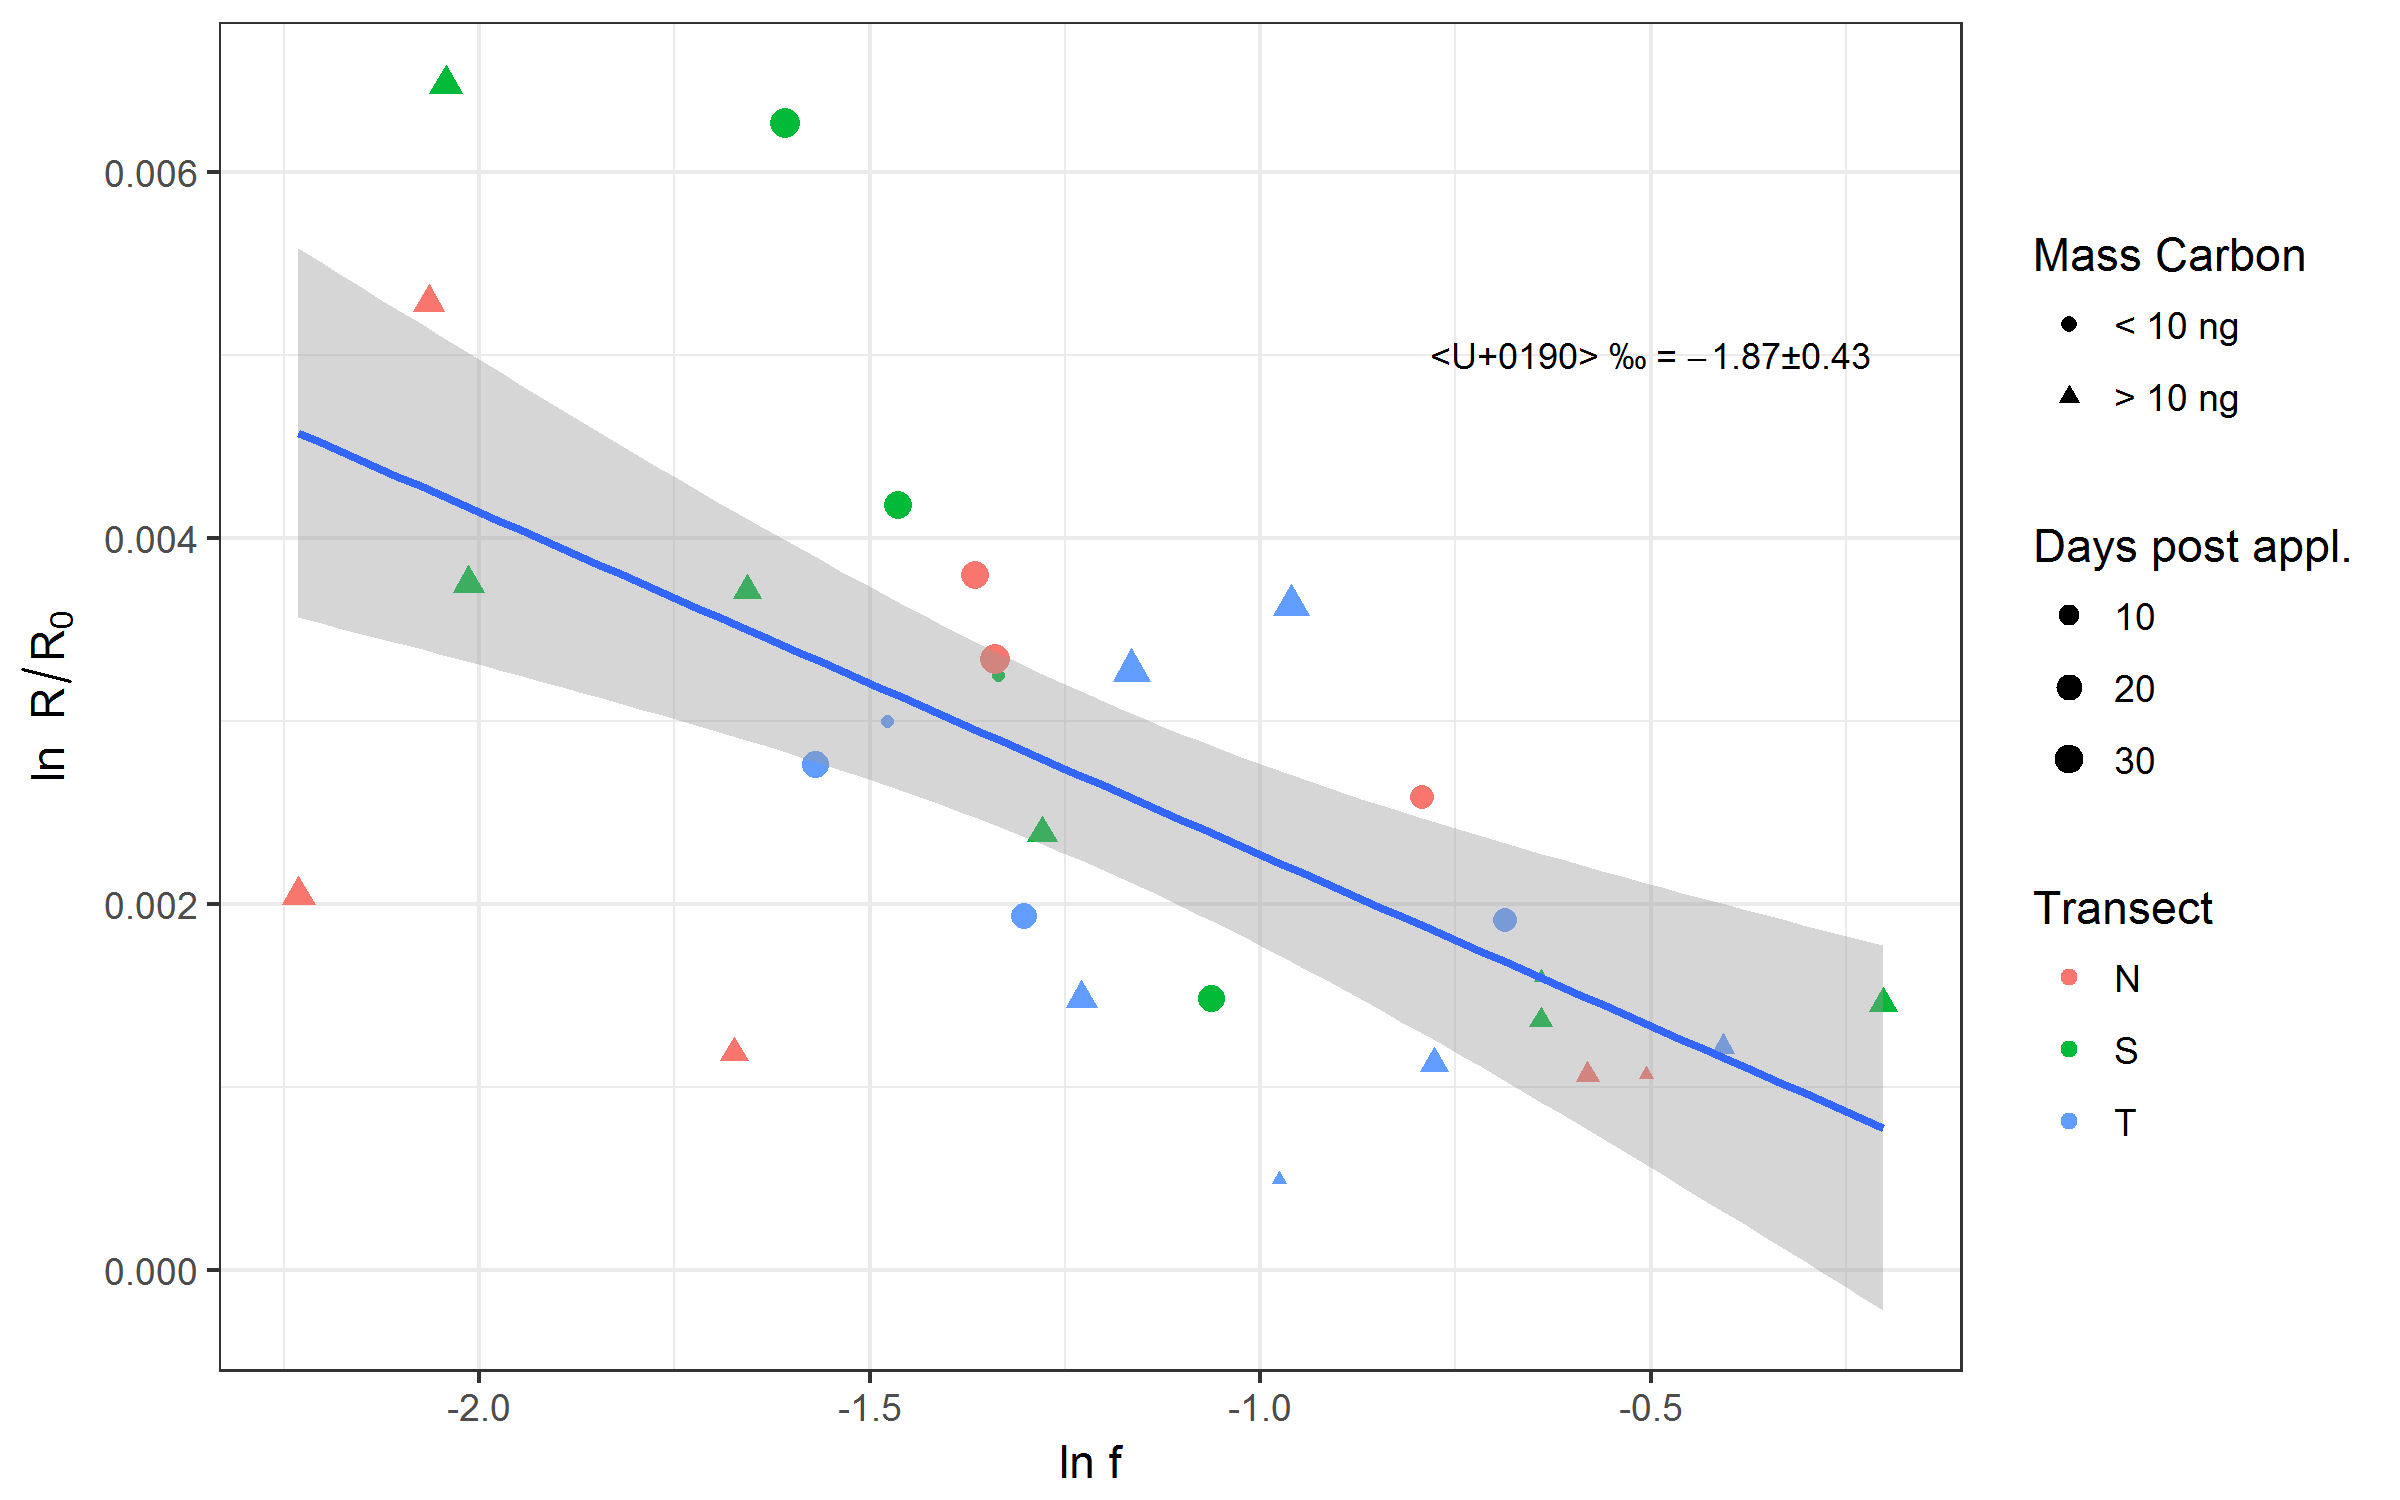 0.006
0.004
0.002
0.000
ln R/R₀
-2.0
-1.5
-1.0
-0.5
ln f
<U+0190> ‰ = −1.87±0.43
Mass Carbon
< 10 ng
> 10 ng
Days post appl.
10
20
30
Transect
N
S
T